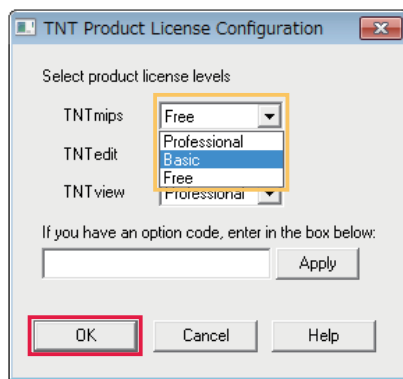 TNT Product License Configuration
Select product license levels
TNTmips
Free
Professional
Basic
Free
TNTedit
TNTview
Professional
If you have an option code, enter in the box below:
Apply
OK
Cancel
Help